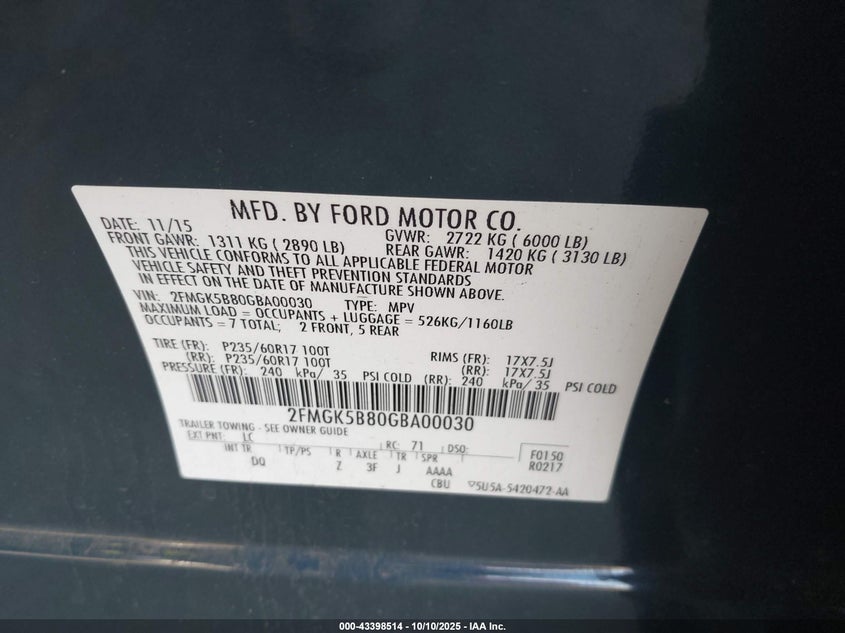 MFD. BY FORD MOTOR CO.
DATE: 11/15 GVWR: 2722 KG ( 6000 LB)
FRONT GAWR: 1311 KG ( 2890 LB) REAR GAWR: 1420 KG ( 3130 LB)
THIS VEHICLE CONFORMS TO ALL APPLICABLE FEDERAL MOTOR
VEHICLE SAFETY AND THEFT PREVENTION STANDARDS
IN EFFECT ON THE DATE OF MANUFACTURE SHOWN ABOVE.
VIN: 2FMGK5B80GBA00030 TYPE: MPV
MAXIMUM LOAD = OCCUPANTS + LUGGAGE = 526KG/1160LB
OCCUPANTS = 7 TOTAL; 2 FRONT, 5 REAR
TIRE (FR): P235/60R17 100T RIMS (FR): 17X7.5J
(RR): P235/60R17 100T (RR): 17X7.5J
PRESSURE (FR): 240 kPa/ 35 PSI COLD (RR): 240 kPa/ 35 PSI COLD
2FMGK5B80GBA00030
TRAILER TOWING - SEE OWNER GUIDE
EXT PNT: LC RC: 71 DSO: F0150
INT TR TP/PS R AXLE TR SPR R0217
DQ Z 3F J AAAA
CBU 5U5A-5420472-AA
000-43398514 - 10/10/2025 - IAA Inc.